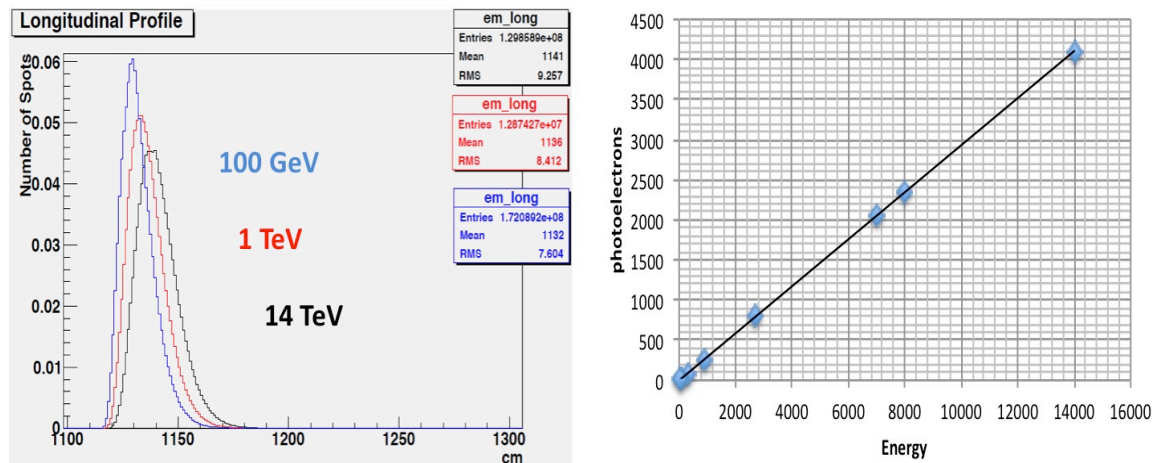 Longitudinal Profile
Number of Spots
0.06
0.05
0.04
0.03
0.02
0.01
0
1100 1150 1200 1250 1300
cm
100 GeV
1 TeV
14 TeV
em_long
Entries 1.298589e+08
Mean 1141
RMS 9.257
em_long
Entries 1.287427e+07
Mean 1136
RMS 8.412
em_long
Entries 1.720892e+08
Mean 1132
RMS 7.604
photoelectrons
4500
4000
3500
3000
2500
2000
1500
1000
500
0
0 2000 4000 6000 8000 10000 12000 14000 16000
Energy